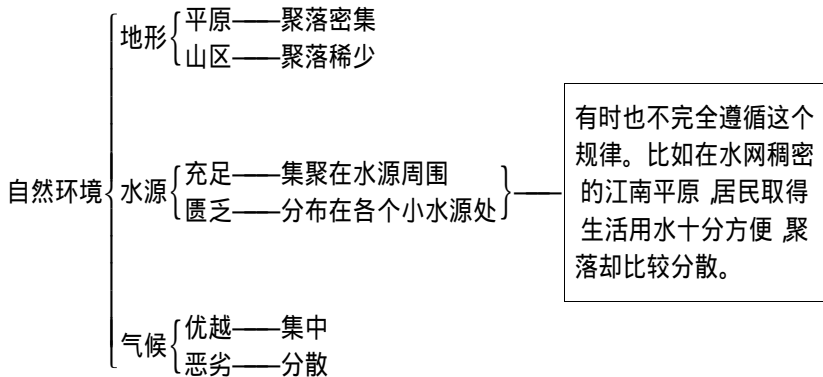 地形
平原——聚落密集
山区——聚落稀少
自然环境
水源
充足——集聚在水源周围
匮乏——分布在各个小水源处
有时也不完全遵循这个
规律。比如在水网稠密
的江南平原,居民取得
生活用水十分方便,聚
落却比较分散。
气候
优越——集中
恶劣——分散